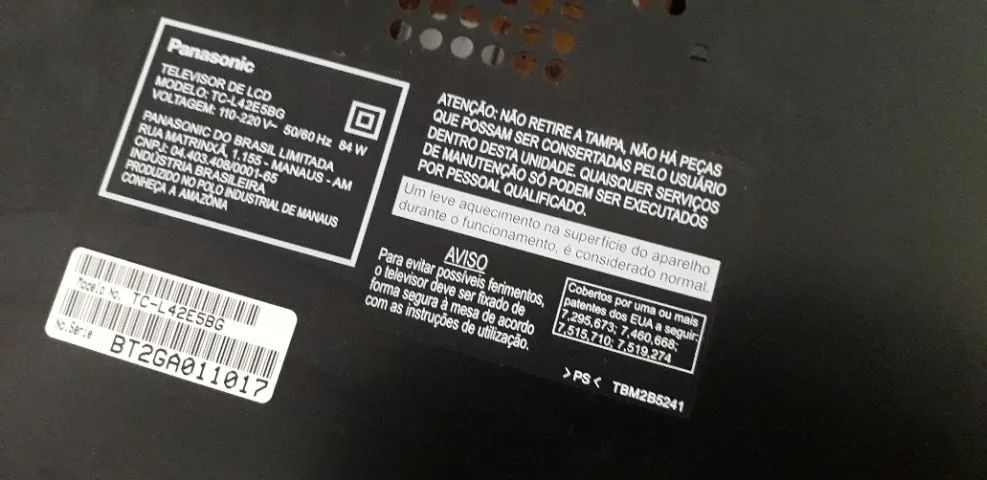 Panasonic
TELEVISOR DE LCD
MODELO: TC-L42E5BG
VOLTAGEM: 110-220 V~ 50/60 Hz 84 W
PANASONIC DO BRASIL LIMITADA
RUA MATRINXÃ, 1.155 - MANAUS - AM
CNPJ: 04.403.408/0001-65
INDÚSTRIA BRASILEIRA
PRODUZIDO NO POLO INDUSTRIAL DE MANAUS
CONHEÇA A AMAZÔNIA
Modelo No. TC-L42E5BG
No. Serie
BT2GA011017
ATENÇÃO: NÃO RETIRE A TAMPA, NÃO HÁ PEÇAS
QUE POSSAM SER CONSERTADAS PELO USUÁRIO
DENTRO DESTA UNIDADE. QUAISQUER SERVIÇOS
DE MANUTENÇÃO SÓ PODEM SER EXECUTADOS
POR PESSOAL QUALIFICADO.
Um leve aquecimento na superfície do aparelho
durante o funcionamento, é considerado normal.
AVISO
Para evitar possíveis ferimentos,
o televisor deve ser fixado de
forma segura à mesa de acordo
com as instruções de utilização.
Cobertos por uma ou mais
patentes dos EUA a seguir:
7,295,673; 7,460,668;
7,515,710; 7,519,274
>PS< TBM2B5241